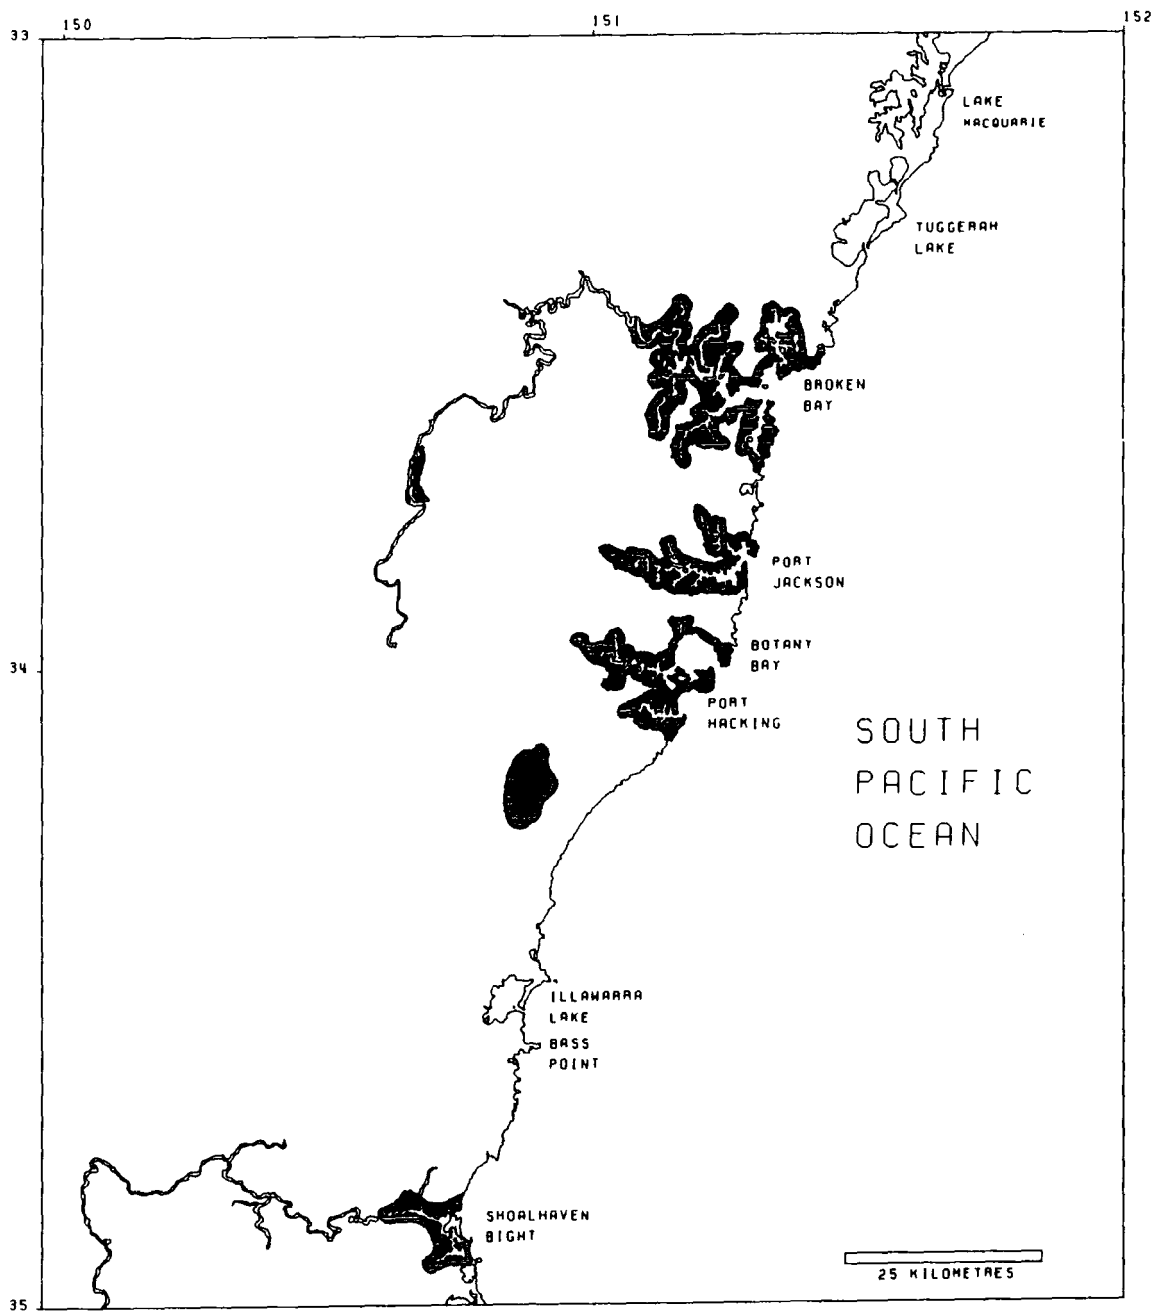 150
151
152
33
LAKE
MACQUARIE
TUGGERAH
LAKE
BROKEN
BAY
PORT
JACKSON
BOTANY
BAY
34
PORT
HACKING
SOUTH
PACIFIC
OCEAN
ILLAWARRA
LAKE
BASS
POINT
SHOALHAVEN
BIGHT
25 KILOMETRES
35